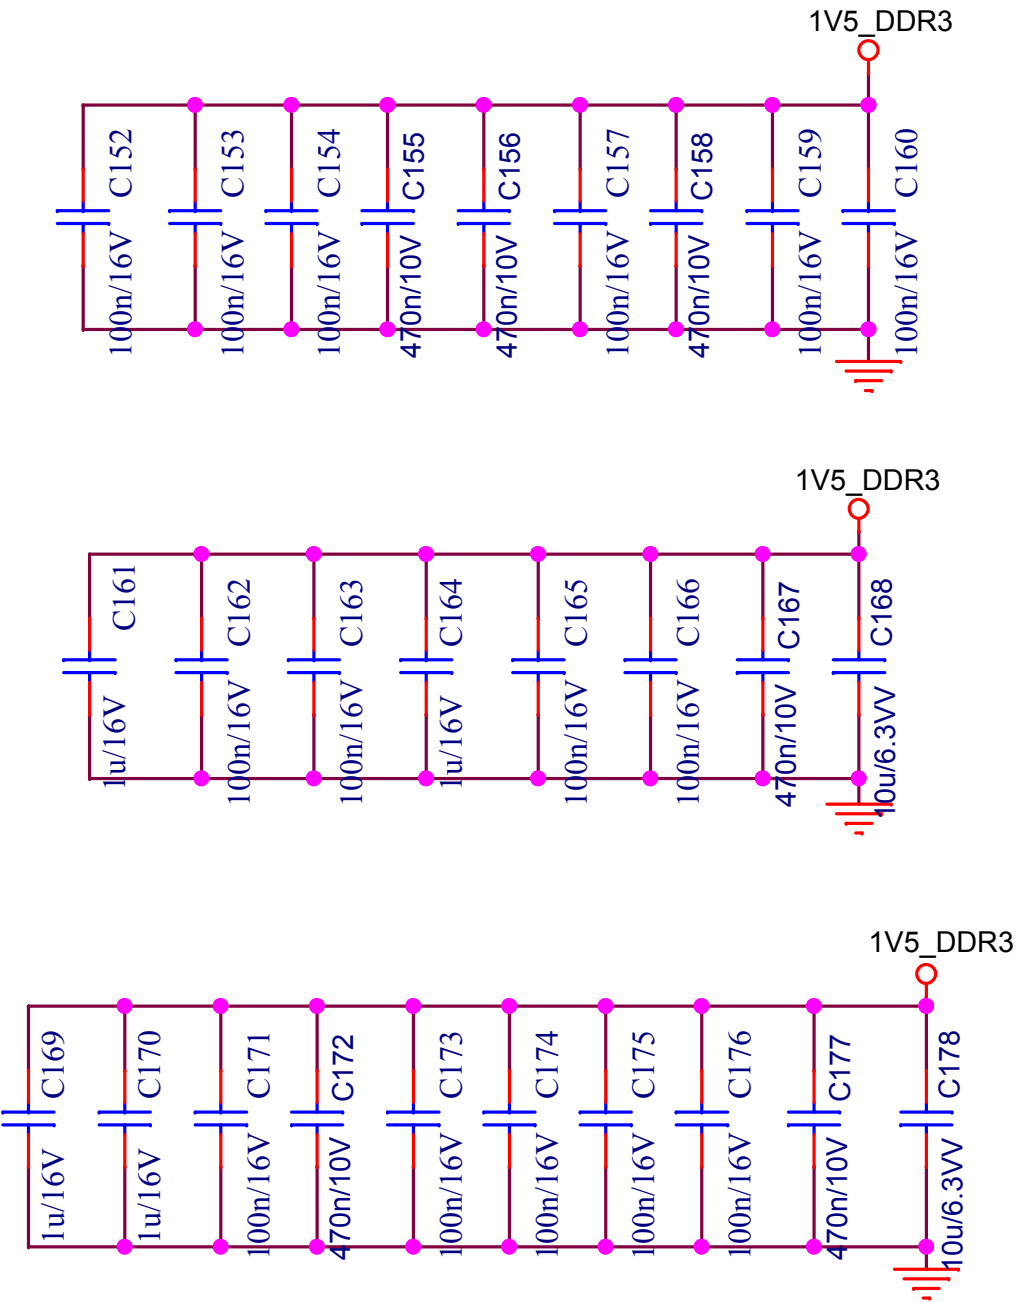 1V5_DDR3
C152
C153
C154
C155
C156
C157
C158
C159
C160
100n/16V
100n/16V
100n/16V
470n/10V
470n/10V
100n/16V
470n/10V
100n/16V
100n/16V
1V5_DDR3
C161
C162
C163
C164
C165
C166
C167
C168
1u/16V
100n/16V
100n/16V
1u/16V
100n/16V
100n/16V
470n/10V
10u/6.3VV
1V5_DDR3
C169
C170
C171
C172
C173
C174
C175
C176
C177
C178
1u/16V
1u/16V
100n/16V
470n/10V
100n/16V
100n/16V
100n/16V
100n/16V
470n/10V
10u/6.3VV